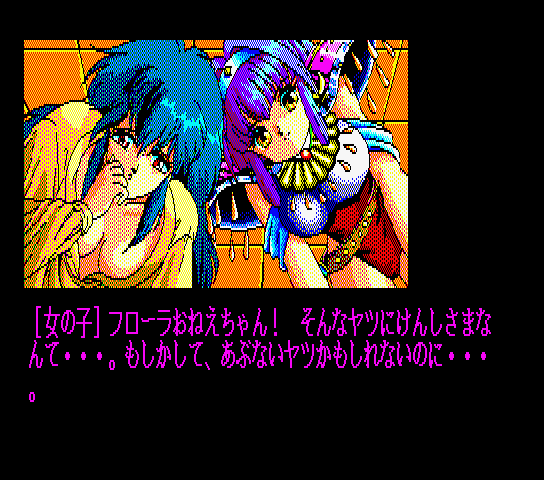 [女の子]フローラおねえちゃん！　そんなヤツにけんしさまな
んて・・・。もしかして、あぶないヤツかもしれないのに・・・
。